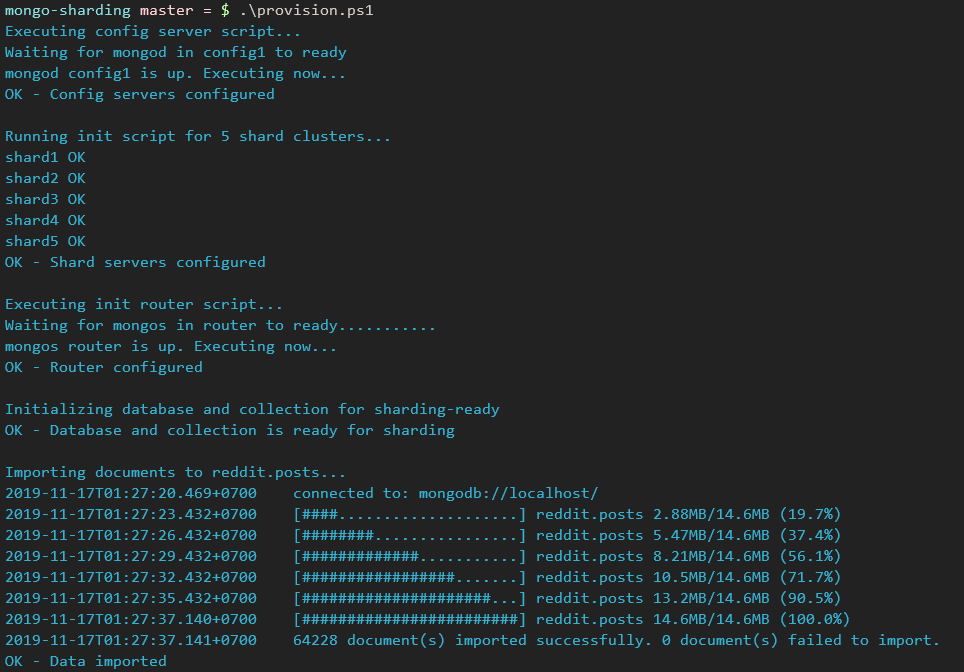 mongo-sharding master = $ .\provision.ps1
Executing config server script...
Waiting for mongod in config1 to ready
mongod config1 is up. Executing now...
OK - Config servers configured
Running init script for 5 shard clusters...
shard1 OK
shard2 OK
shard3 OK
shard4 OK
shard5 OK
OK - Shard servers configured
Executing init router script...
Waiting for mongos in router to ready...........
mongos router is up. Executing now...
OK - Router configured
Initializing database and collection for sharding-ready
OK - Database and collection is ready for sharding
Importing documents to reddit.posts...
2019-11-17T01:27:20.469+0700    connected to: mongodb://localhost/
2019-11-17T01:27:23.432+0700    [####....................] reddit.posts 2.88MB/14.6MB (19.7%)
2019-11-17T01:27:26.432+0700    [########................] reddit.posts 5.47MB/14.6MB (37.4%)
2019-11-17T01:27:29.432+0700    [#############...........] reddit.posts 8.21MB/14.6MB (56.1%)
2019-11-17T01:27:32.432+0700    [#################.......] reddit.posts 10.5MB/14.6MB (71.7%)
2019-11-17T01:27:35.432+0700    [#####################...] reddit.posts 13.2MB/14.6MB (90.5%)
2019-11-17T01:27:37.140+0700    [########################] reddit.posts 14.6MB/14.6MB (100.0%)
2019-11-17T01:27:37.141+0700    64228 document(s) imported successfully. 0 document(s) failed to import.
OK - Data imported